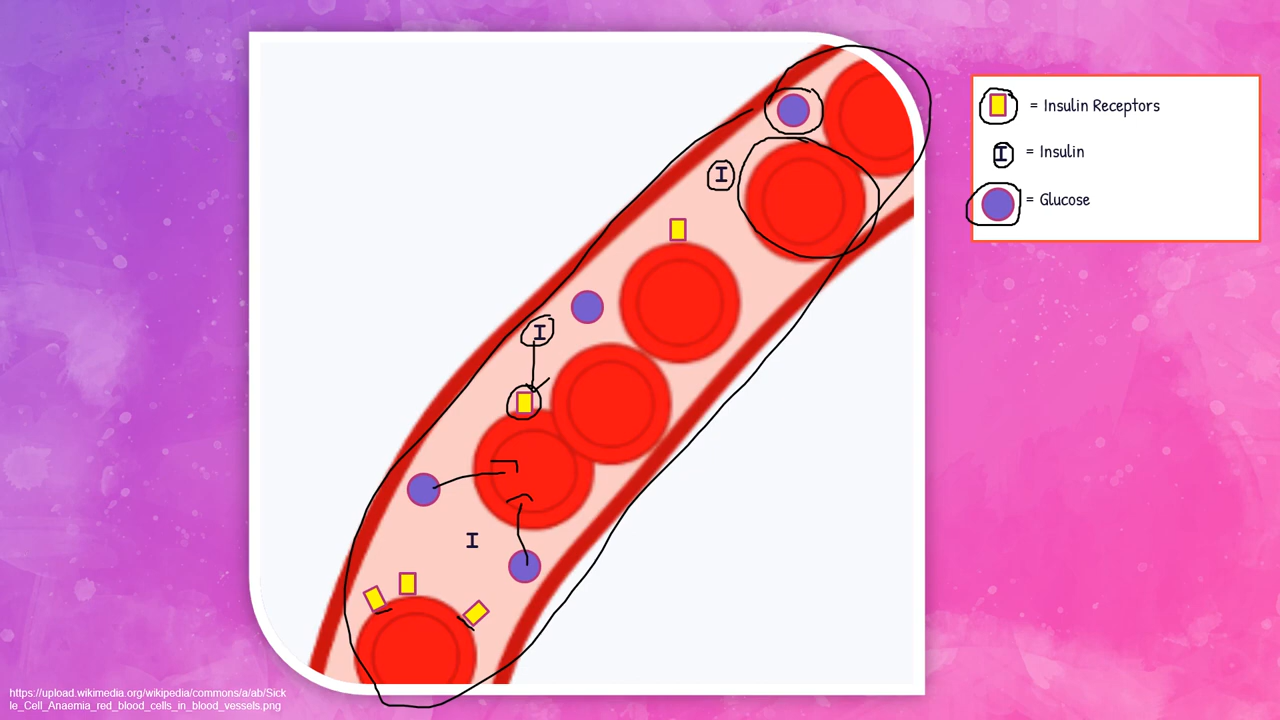 = Insulin Receptors
I = Insulin
= Glucose
I
I
I
https://upload.wikimedia.org/wikipedia/commons/a/ab/Sick
le_Cell_Anaemia_red_blood_cells_in_blood_vessels.png